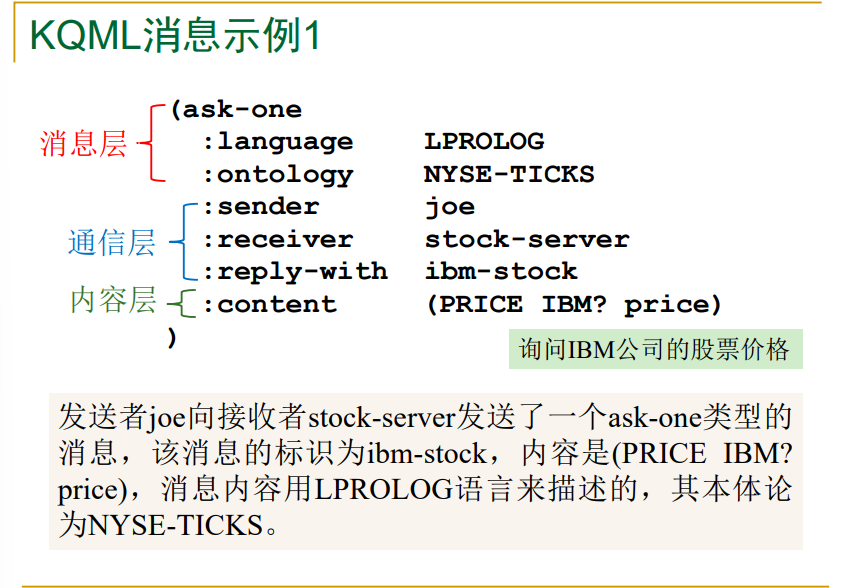 KQML消息示例1
(ask-one
消息层
:language LPROLOG
:ontology NYSE-TICKS
:sender joe
通信层
:receiver stock-server
:reply-with ibm-stock
内容层
:content (PRICE IBM? price)
)
询问IBM公司的股票价格
发送者joe向接收者stock-server发送了一个ask-one类型的
消息，该消息的标识为ibm-stock，内容是(PRICE IBM?
price)，消息内容用LPROLOG语言来描述的，其本体论
为NYSE-TICKS。